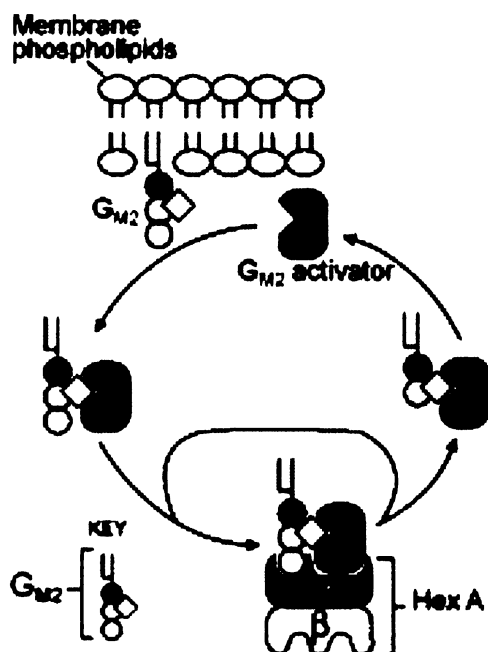 Membrane
phospholipids
GM2
GM2 activator
KEY
GM2
Hex A
β